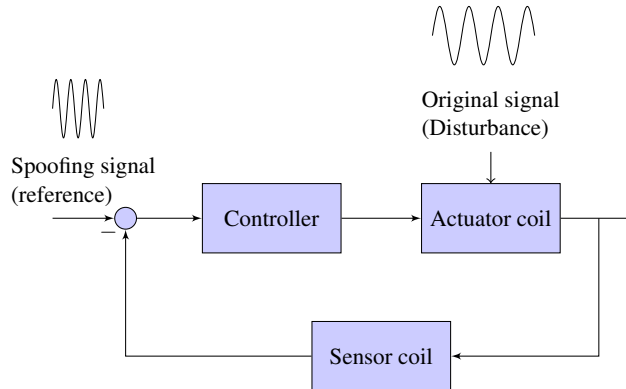 Original signal
(Disturbance)
Spoofing signal
(reference)
Controller
Actuator coil
−
Sensor coil